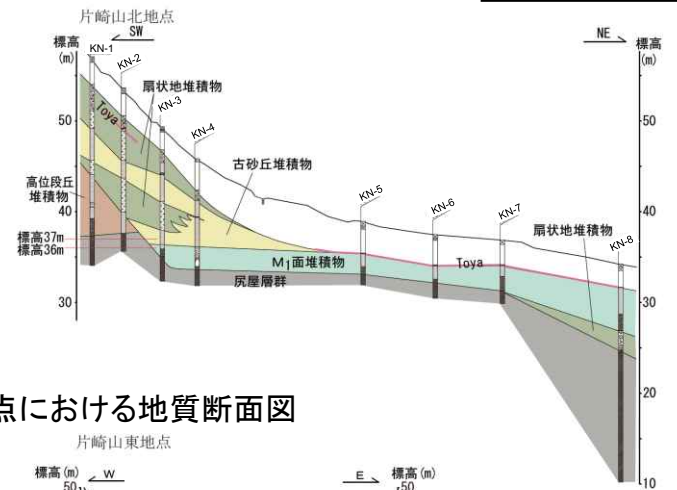 片崎山北地点
SW
NE
標高
(m)
標高
(m)
KN-1
KN-2
KN-3
KN-4
KN-5
KN-6
KN-7
KN-8
扇状地堆積物
Toya
50
50
古砂丘堆積物
高位段丘
堆積物
40
40
扇状地堆積物
標高37m
標高36m
M1面堆積物
Toya
尻屋層群
30
30
20
10
点における地質断面図
片崎山東地点
標高(m)
W
E
標高(m)
50
50